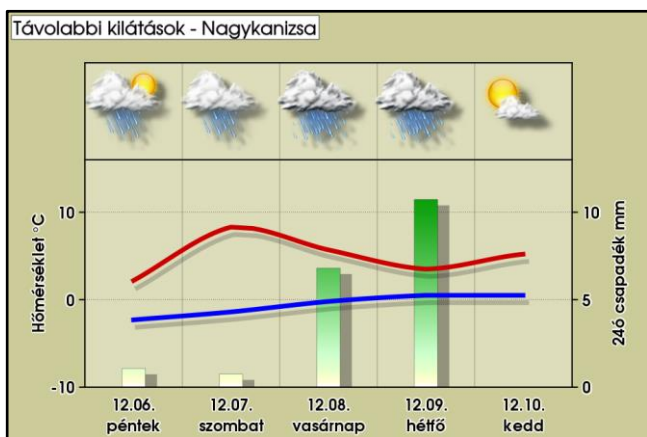 Távolabbi kilátások - Nagykanizsa
Hőmérséklet °C
10
0
-10
10
5
0
24ó csapadék mm
12.06. 12.07. 12.08. 12.09. 12.10.
péntek szombat vasárnap hétfő kedd